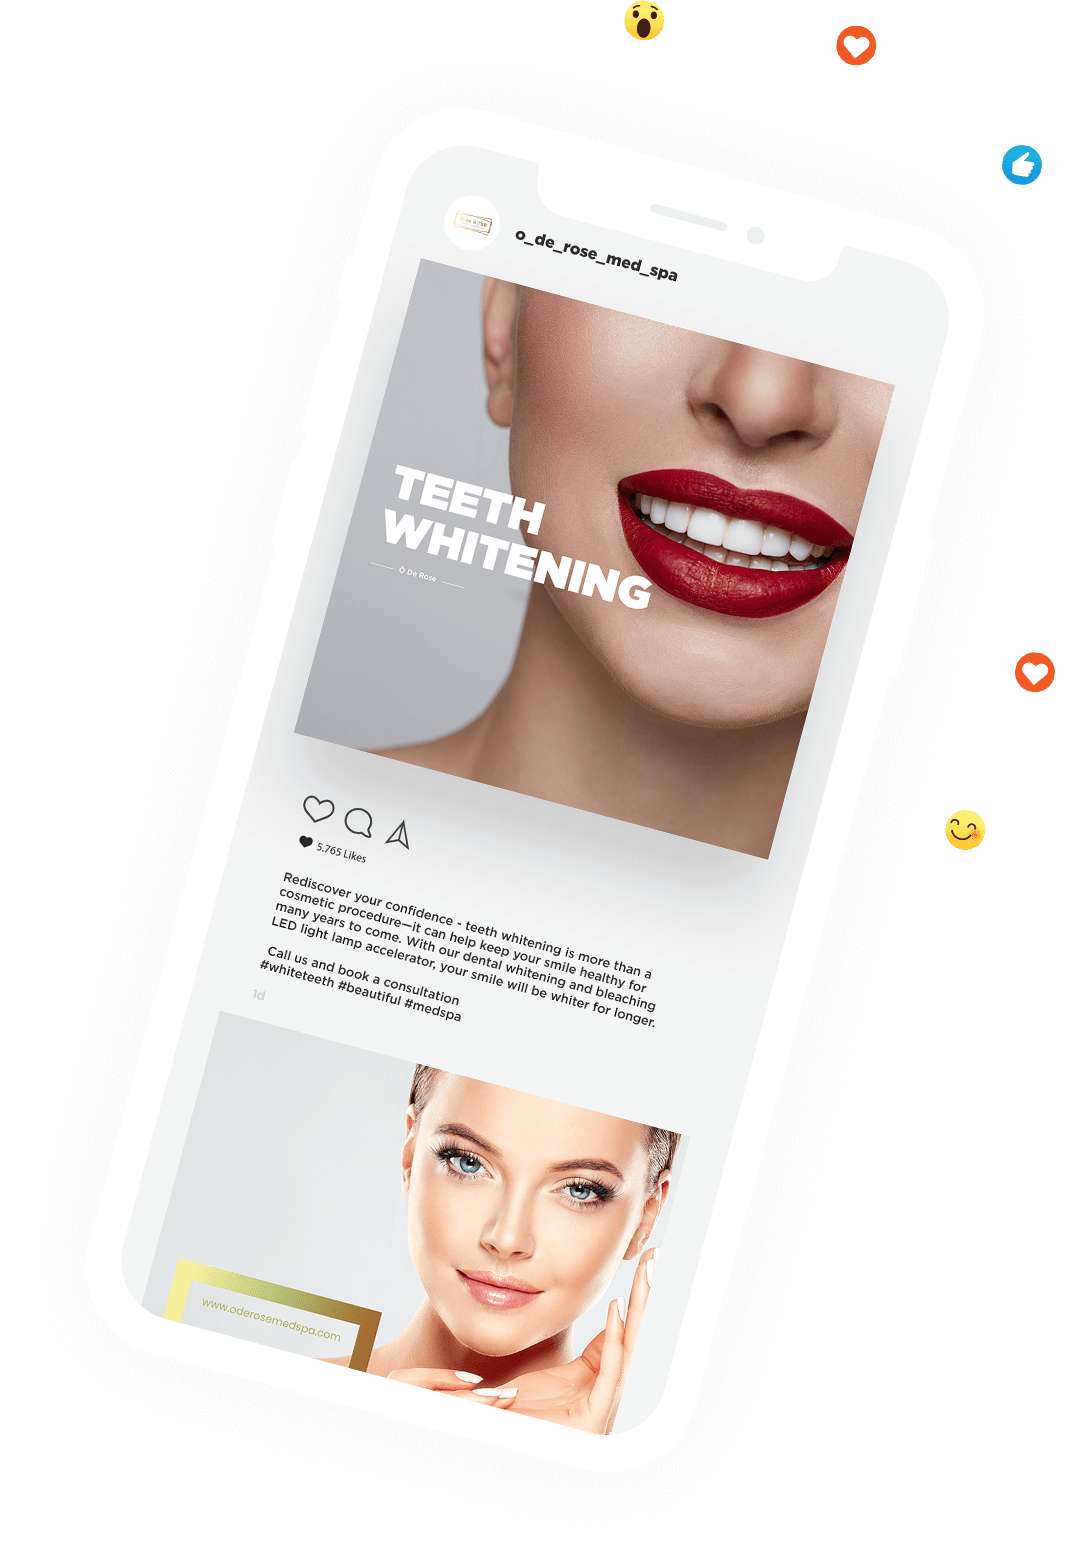 o_de_rose_med_spa
TEETH
WHITENING
Ô De Rose
5.765 Likes
Rediscover your confidence - teeth whitening is more than a
cosmetic procedure—it can help keep your smile healthy for
many years to come. With our dental whitening and bleaching
LED light lamp accelerator, your smile will be whiter for longer.
Call us and book a consultation
#whiteteeth #beautiful #medspa
1d
www.oderosemedspa.com